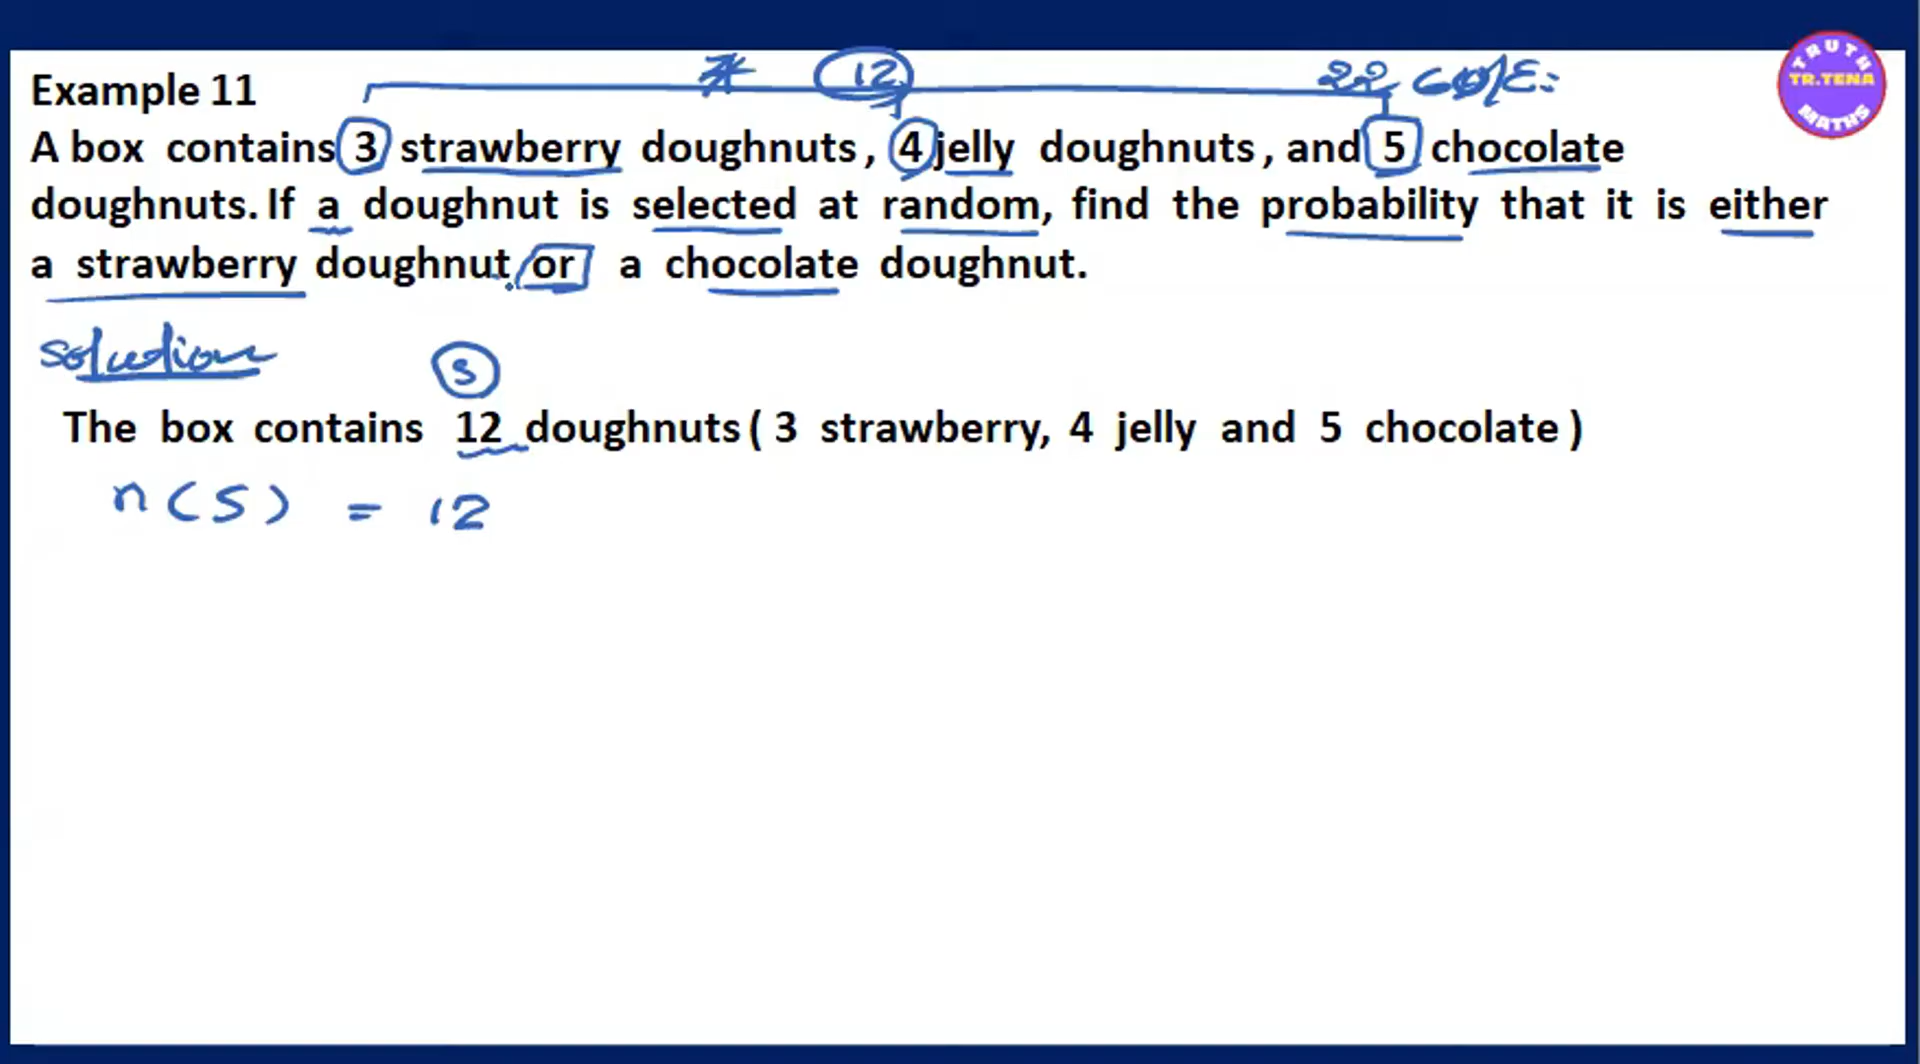 12
Example 11
A box contains 3 strawberry doughnuts, 4 jelly doughnuts, and 5 chocolate
doughnuts. If a doughnut is selected at random, find the probability that it is either
a strawberry doughnut or a chocolate doughnut.
solution
S
The box contains 12 doughnuts ( 3 strawberry, 4 jelly and 5 chocolate )
n(S) = 12
TRUTH
TR.TENA
MATHS